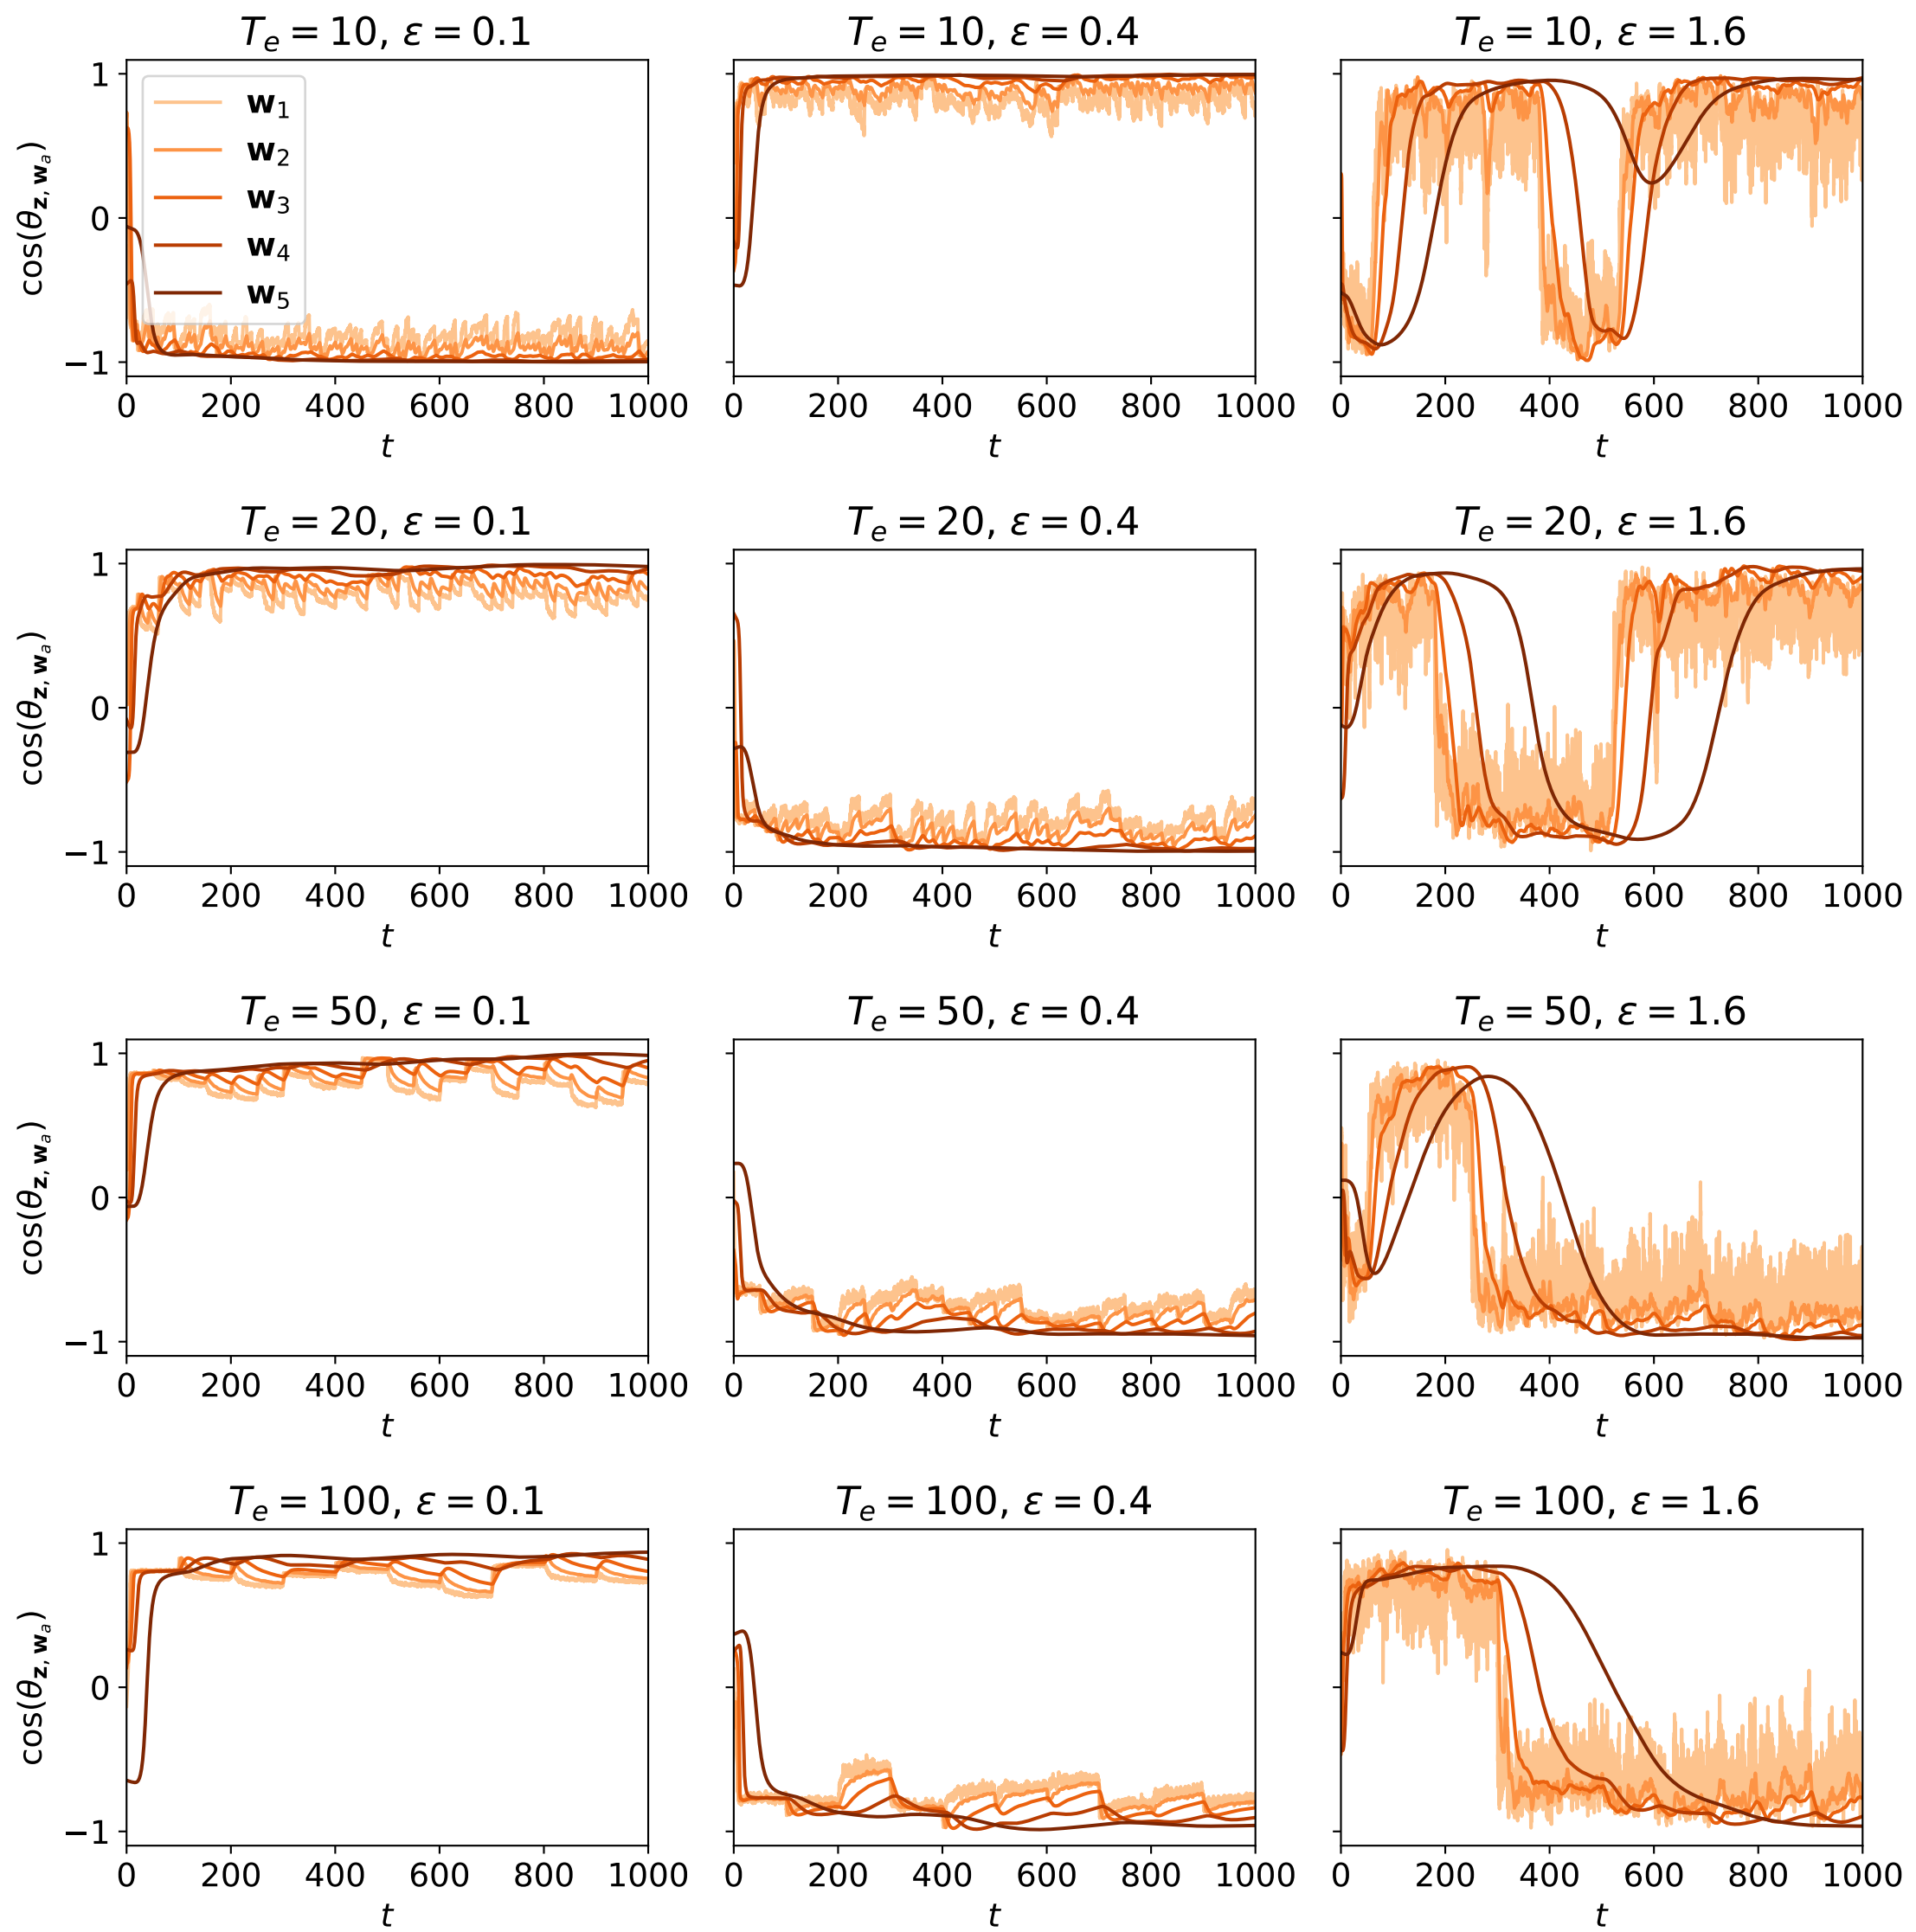 T_e = 10, ε = 0.1
T_e = 10, ε = 0.4
T_e = 10, ε = 1.6
cos(θ_z, w_a)
1
0
−1
w_1
w_2
w_3
w_4
w_5
0 200 400 600 800 1000
0 200 400 600 800 1000
0 200 400 600 800 1000
t
t
t
T_e = 20, ε = 0.1
T_e = 20, ε = 0.4
T_e = 20, ε = 1.6
cos(θ_z, w_a)
1
0
−1
0 200 400 600 800 1000
0 200 400 600 800 1000
0 200 400 600 800 1000
t
t
t
T_e = 50, ε = 0.1
T_e = 50, ε = 0.4
T_e = 50, ε = 1.6
cos(θ_z, w_a)
1
0
−1
0 200 400 600 800 1000
0 200 400 600 800 1000
0 200 400 600 800 1000
t
t
t
T_e = 100, ε = 0.1
T_e = 100, ε = 0.4
T_e = 100, ε = 1.6
cos(θ_z, w_a)
1
0
−1
0 200 400 600 800 1000
0 200 400 600 800 1000
0 200 400 600 800 1000
t
t
t